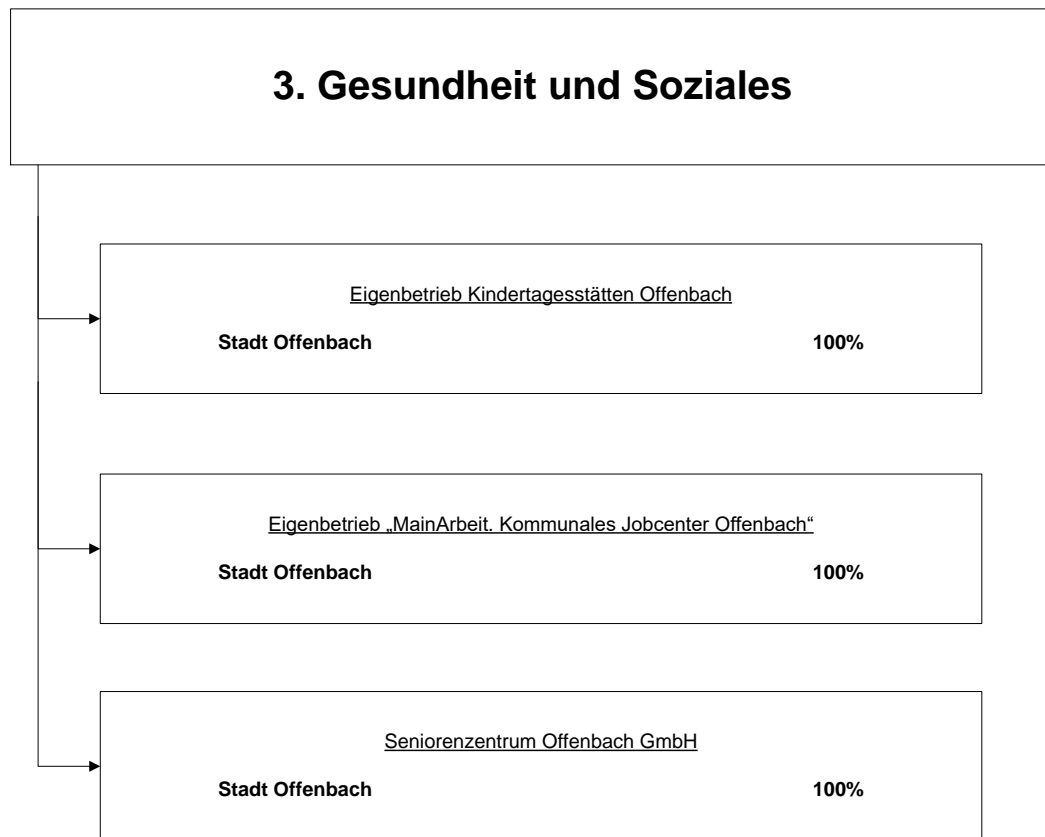 3. Gesundheit und Soziales
Eigenbetrieb Kindertagesstätten Offenbach
Stadt Offenbach 100%
Eigenbetrieb „MainArbeit. Kommunales Jobcenter Offenbach“
Stadt Offenbach 100%
Seniorenzentrum Offenbach GmbH
Stadt Offenbach 100%